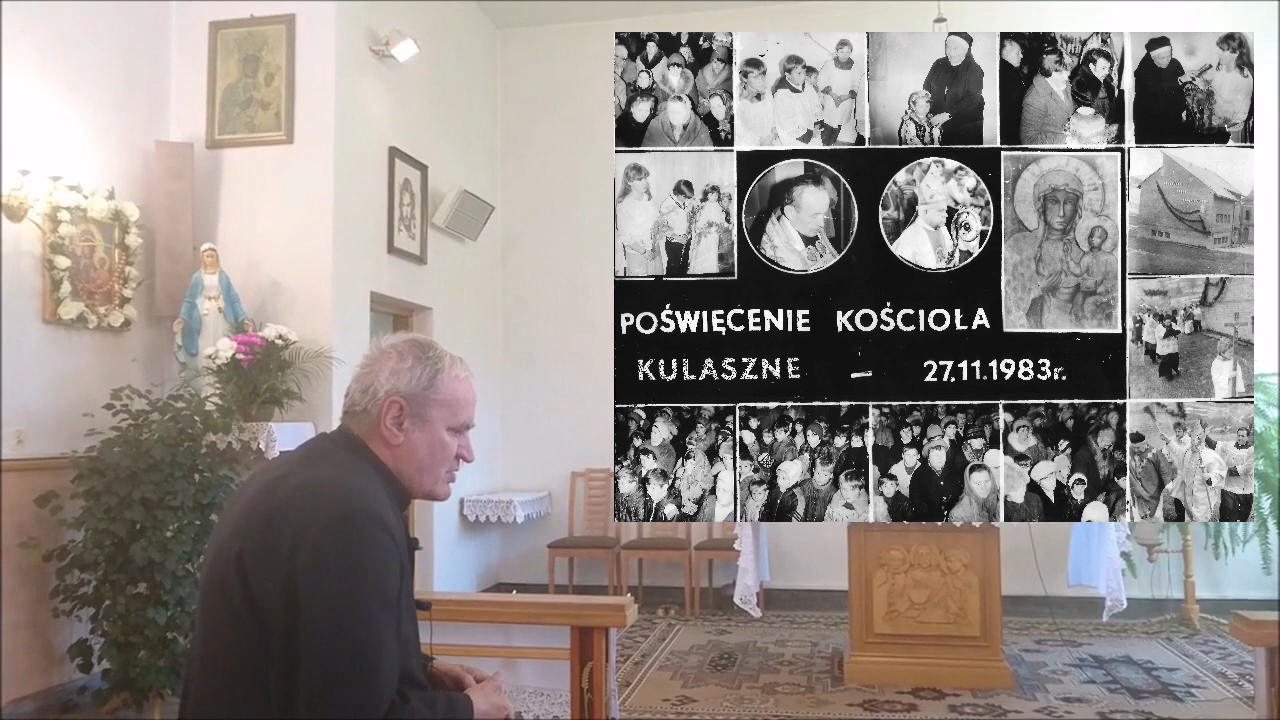 POŚWIĘCENIE KOŚCIOŁA
KULASZNE – 27.11.1983r.